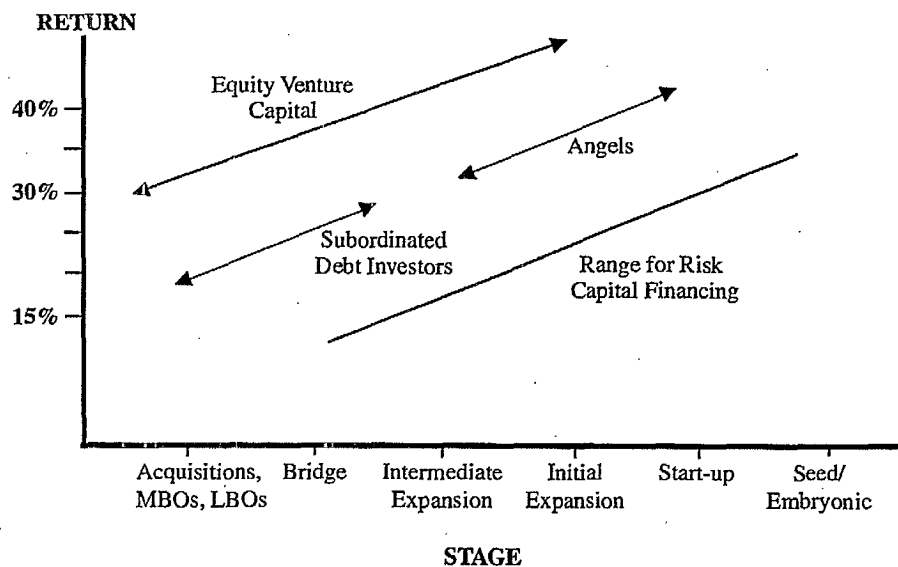 RETURN
Equity Venture
Capital
40%
Angels
30%
Subordinated
Debt Investors
Range for Risk
Capital Financing
15%
Acquisitions,
MBOs, LBOs
Bridge
Intermediate
Expansion
Initial
Expansion
Start-up
Seed/
Embryonic
STAGE